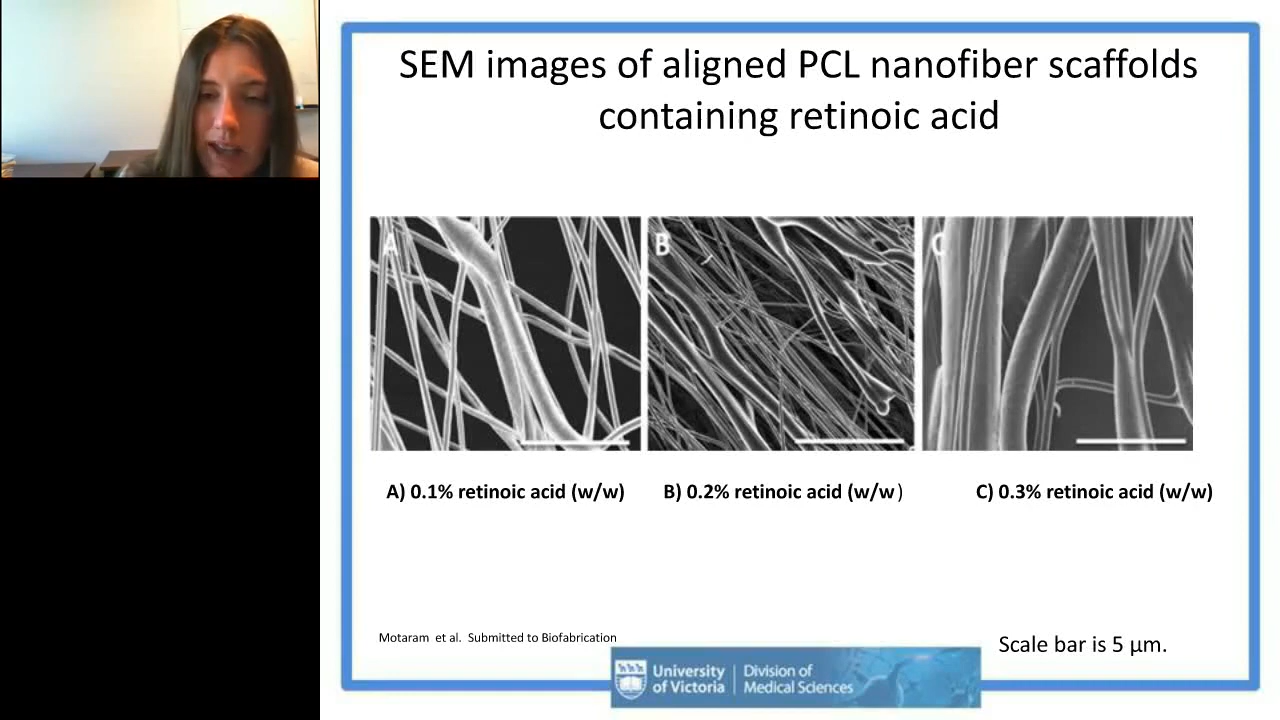 SEM images of aligned PCL nanofiber scaffolds
containing retinoic acid
A
B
C
A) 0.1% retinoic acid (w/w)
B) 0.2% retinoic acid (w/w)
C) 0.3% retinoic acid (w/w)
Motaram et al. Submitted to Biofabrication
Scale bar is 5 µm.
University
of Victoria
Division of
Medical Sciences